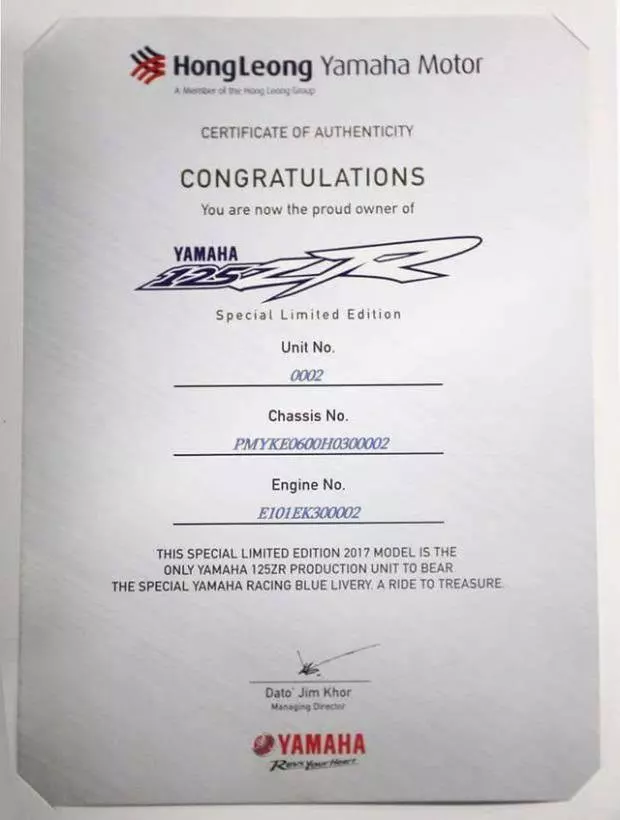 HongLeong Yamaha Motor
A Member of the Hong Leong Group
CERTIFICATE OF AUTHENTICITY
CONGRATULATIONS
You are now the proud owner of
YAMAHA
125ZR
Special Limited Edition
Unit No.
0002
Chassis No.
PMYKE0600H0300002
Engine No.
E101EK300002
THIS SPECIAL LIMITED EDITION 2017 MODEL IS THE
ONLY YAMAHA 125ZR PRODUCTION UNIT TO BEAR
THE SPECIAL YAMAHA RACING BLUE LIVERY. A RIDE TO TREASURE.
Dato' Jim Khor
Managing Director
YAMAHA
Revs Your Heart